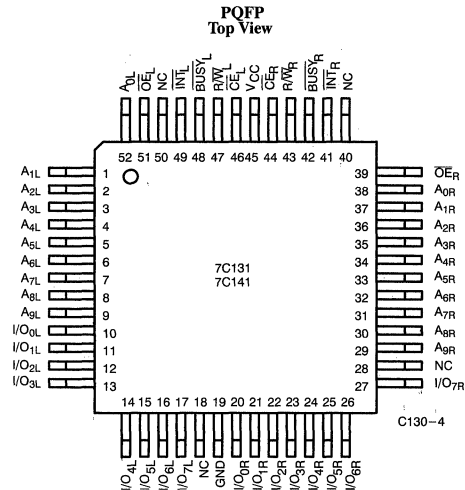 PQFP
Top View
A0L
OEL
NC
INTL
BUSYL
R/WL
CEL
VCC
CER
R/WR
BUSYR
INTR
NC
52 51 50 49 48 47 46 45 44 43 42 41 40
A1L 1
A2L 2
A3L 3
A4L 4
A5L 5
A6L 6
A7L 7
A8L 8
A9L 9
I/O0L 10
I/O1L 11
I/O2L 12
I/O3L 13
7C131
7C141
39 OER
38 A0R
37 A1R
36 A2R
35 A3R
34 A4R
33 A5R
32 A6R
31 A7R
30 A8R
29 A9R
28 NC
27 I/O7R
14 15 16 17 18 19 20 21 22 23 24 25 26
I/O4L
I/O5L
I/O6L
I/O7L
NC
GND
I/O0R
I/O1R
I/O2R
I/O3R
I/O4R
I/O5R
I/O6R
C130-4